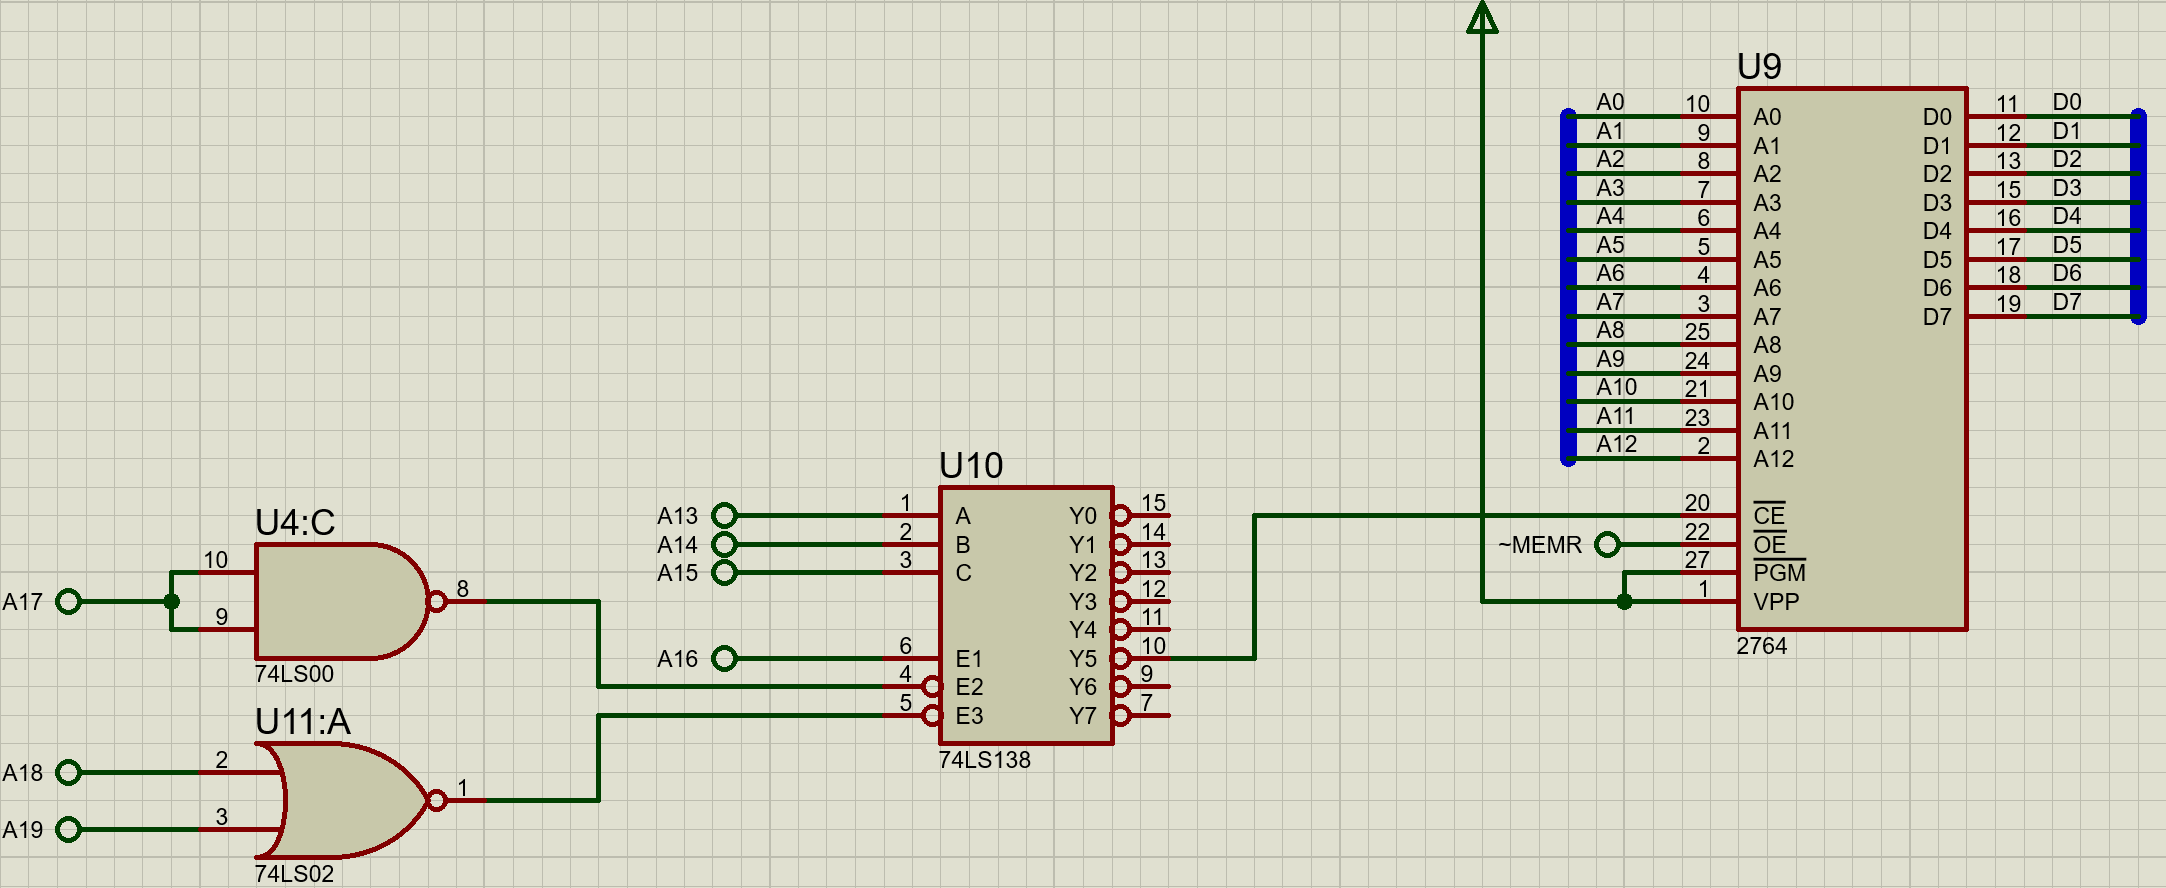 U9
A0 10 A0 D0 11 D0
A1 9 A1 D1 12 D1
A2 8 A2 D2 13 D2
A3 7 A3 D3 15 D3
A4 6 A4 D4 16 D4
A5 5 A5 D5 17 D5
A6 4 A6 D6 18 D6
A7 3 A7 D7 19 D7
A8 25 A8
A9 24 A9
A10 21 A10
A11 23 A11
A12 2 A12
20 CE
~MEMR 22 OE
27 PGM
1 VPP
2764
U10
A13 1 A Y0 15
A14 2 B Y1 14
A15 3 C Y2 13
Y3 12
Y4 11
A16 6 E1 Y5 10
4 E2 Y6 9
5 E3 Y7 7
74LS138
U4:C
10
A17 8
9
74LS00
U11:A
A18 2
1
A19 3
74LS02